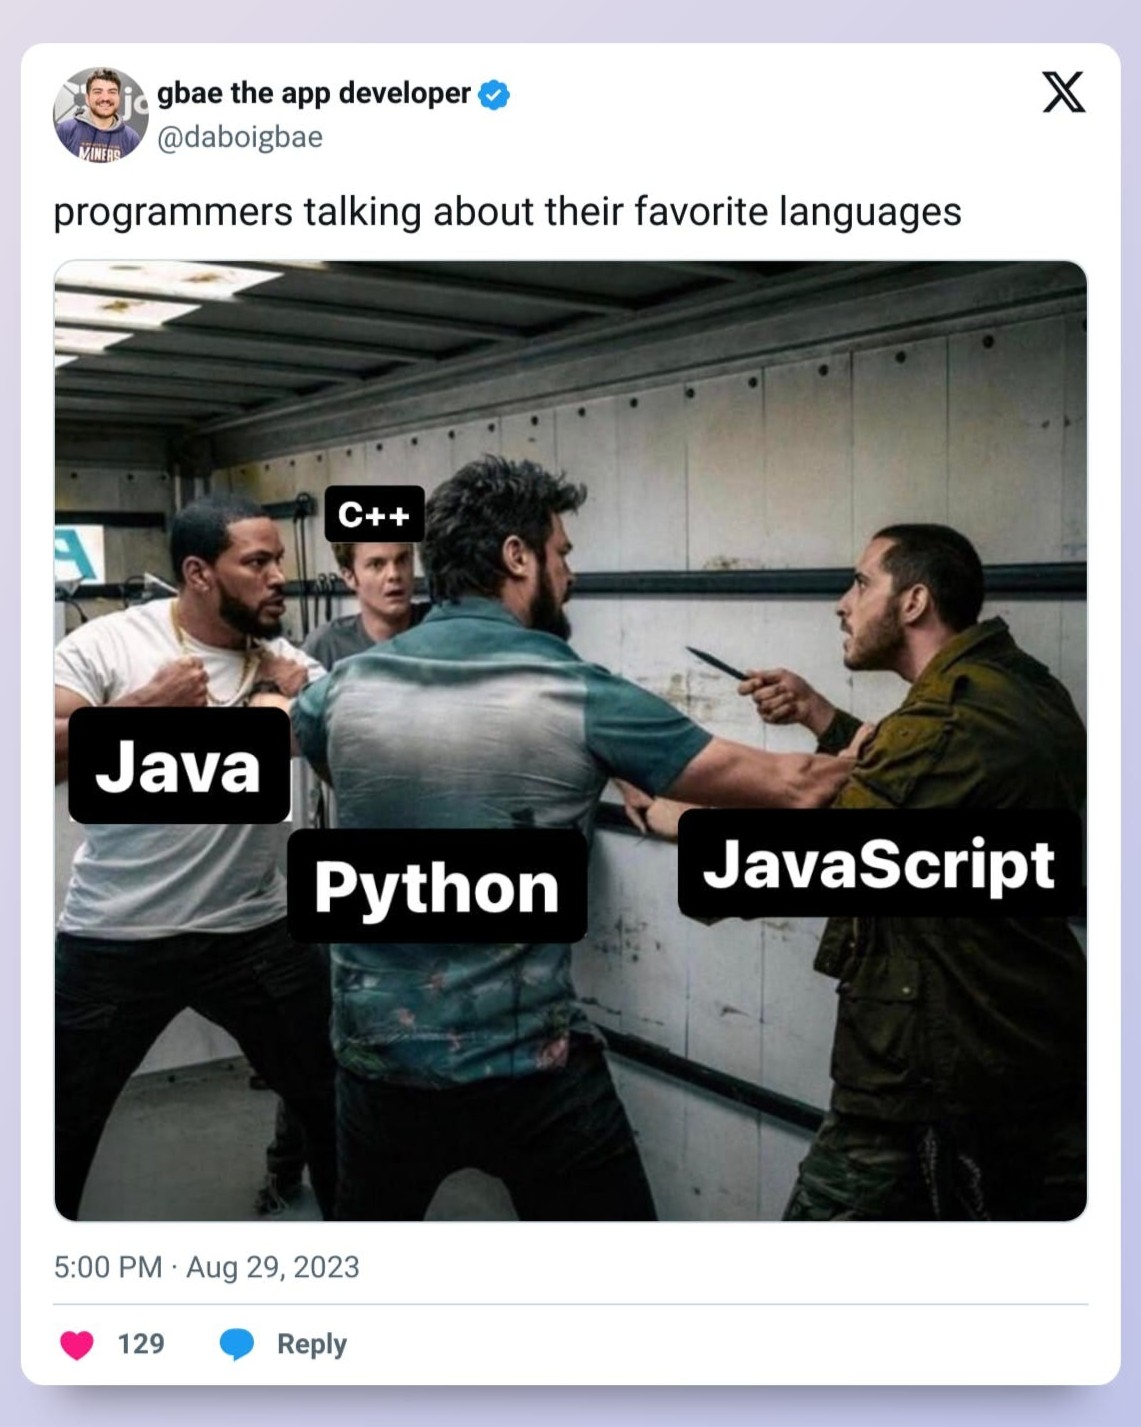 gbae the app developer
@daboigbae
MINERS
programmers talking about their favorite languages
C++
Java
Python
JavaScript
5:00 PM · Aug 29, 2023
129
Reply